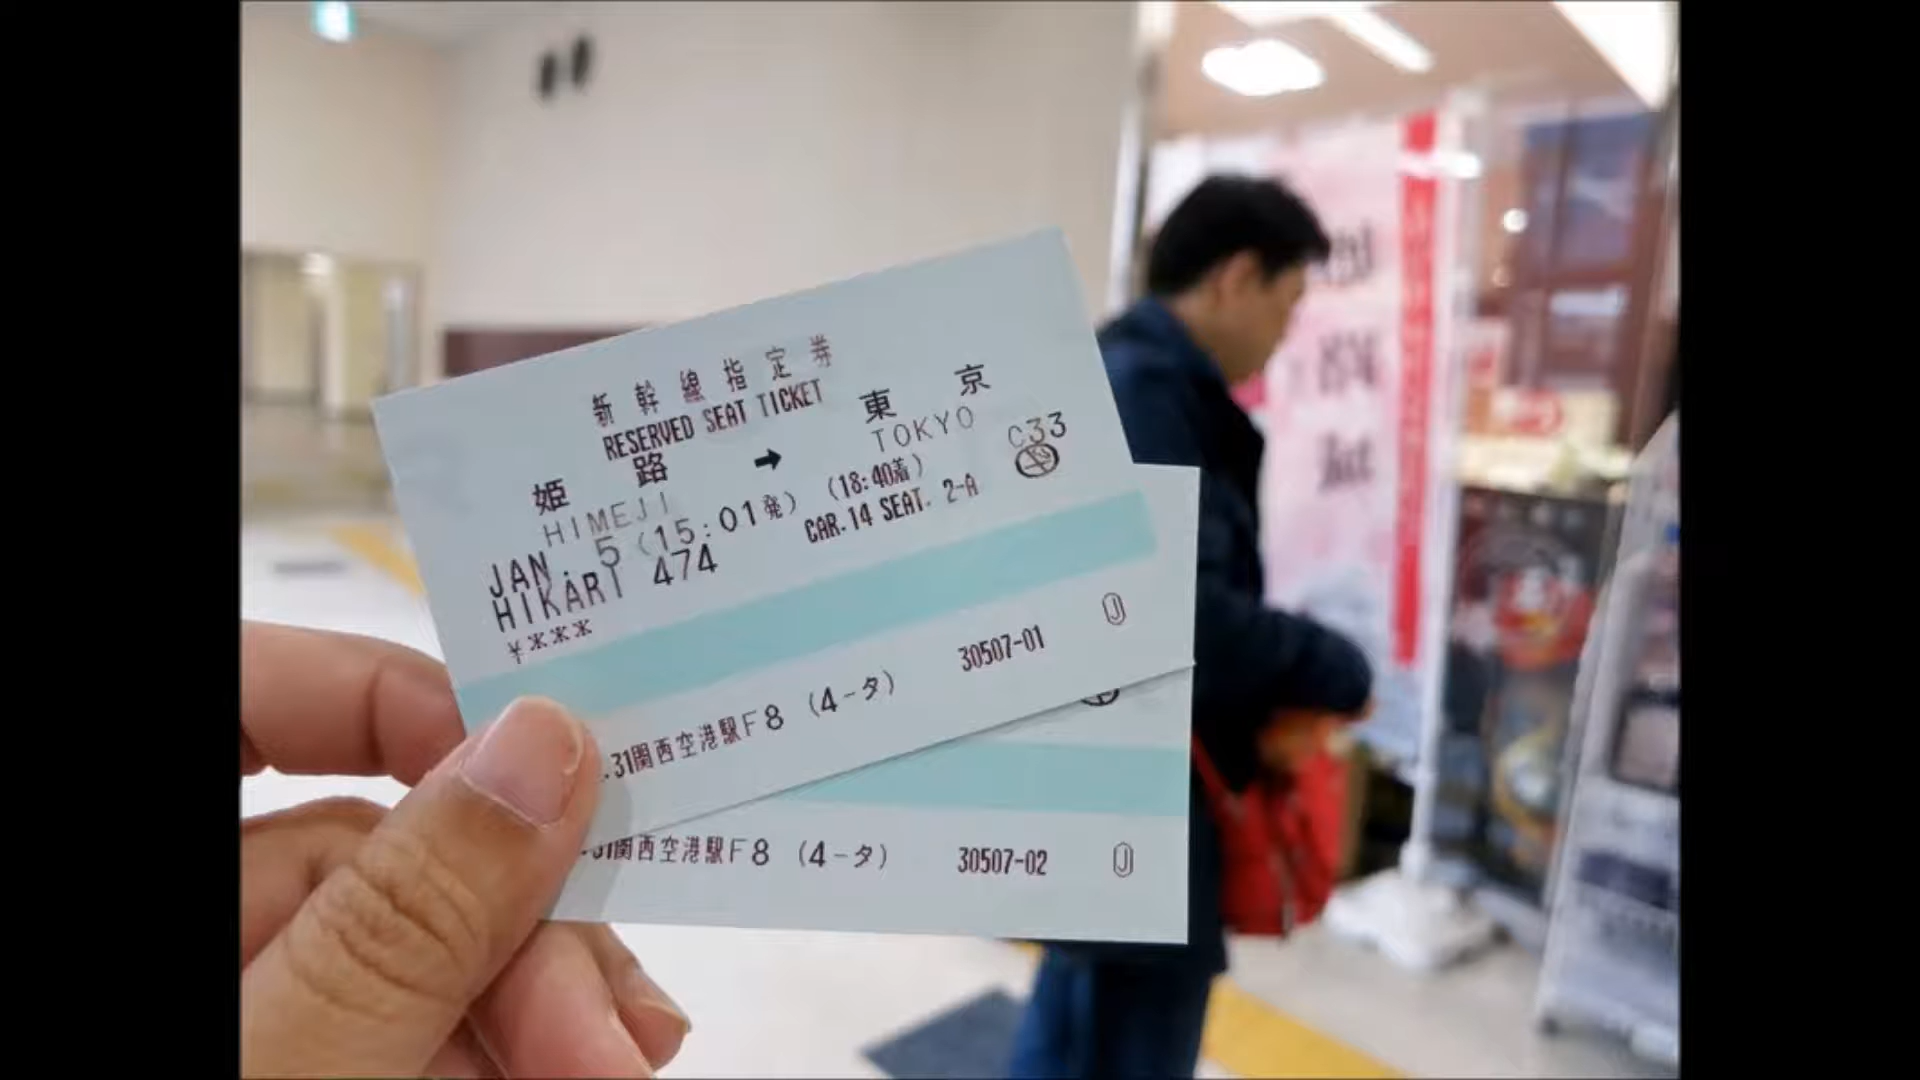 新幹線指定券
RESERVED SEAT TICKET
姫路 ➡ 東京
HIMEJI TOKYO
JAN. 5 (15:01発) (18:40着) C33
HIKARI 474 CAR.14 SEAT. 2-A
¥***
.31関西空港駅F8 (4-タ) 30507-01
31関西空港駅F8 (4-タ) 30507-02